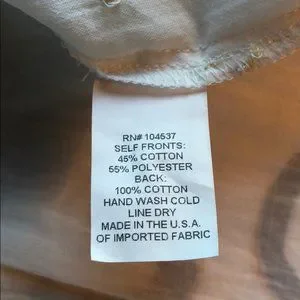 RN# 104637
SELF FRONTS:
45% COTTON
55% POLYESTER
BACK:
100% COTTON
HAND WASH COLD
LINE DRY
MADE IN THE U.S.A.
OF IMPORTED FABRIC